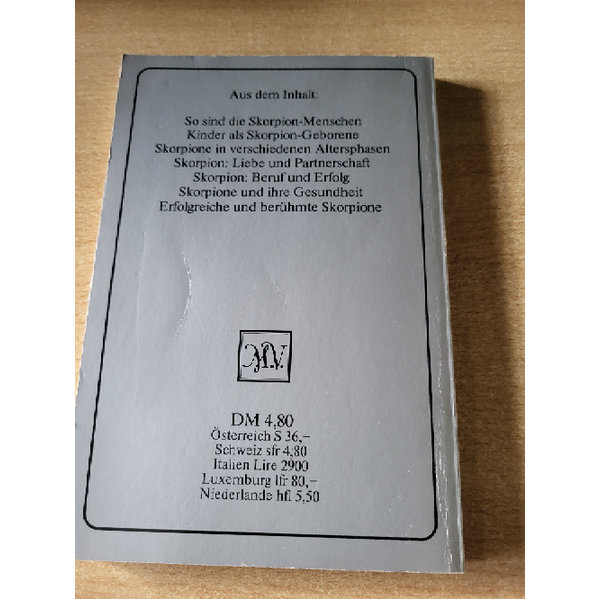 Aus dem Inhalt:
So sind die Skorpion-Menschen
Kinder als Skorpion-Geborene
Skorpione in verschiedenen Altersphasen
Skorpion: Liebe und Partnerschaft
Skorpion: Beruf und Erfolg
Skorpione und ihre Gesundheit
Erfolgreiche und berühmte Skorpione
MV.
DM 4,80
Österreich S 36,–
Schweiz sfr 4,80
Italien Lire 2900
Luxemburg lfr 80,–
Niederlande hfl 5,50